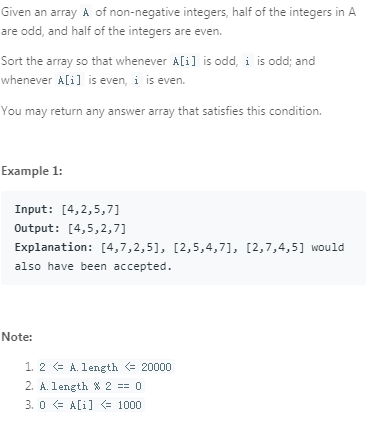 Given an array A of non-negative integers, half of the integers in A
are odd, and half of the integers are even.
Sort the array so that whenever A[i] is odd, i is odd; and
whenever A[i] is even, i is even.
You may return any answer array that satisfies this condition.
Example 1:
Input: [4,2,5,7]
Output: [4,5,2,7]
Explanation: [4,7,2,5], [2,5,4,7], [2,7,4,5] would
also have been accepted.
Note:
1. 2 <= A.length <= 20000
2. A.length % 2 == 0
3. 0 <= A[i] <= 1000